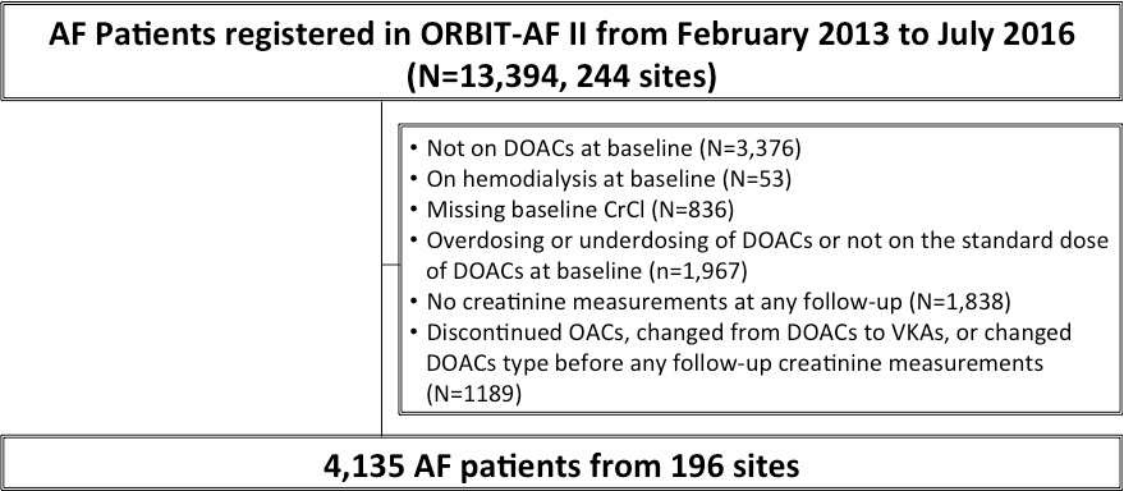 AF Patients registered in ORBIT-AF II from February 2013 to July 2016
(N=13,394, 244 sites)
• Not on DOACs at baseline (N=3,376)
• On hemodialysis at baseline (N=53)
• Missing baseline CrCl (N=836)
• Overdosing or underdosing of DOACs or not on the standard dose
of DOACs at baseline (n=1,967)
• No creatinine measurements at any follow-up (N=1,838)
• Discontinued OACs, changed from DOACs to VKAs, or changed
DOACs type before any follow-up creatinine measurements
(N=1189)
4,135 AF patients from 196 sites